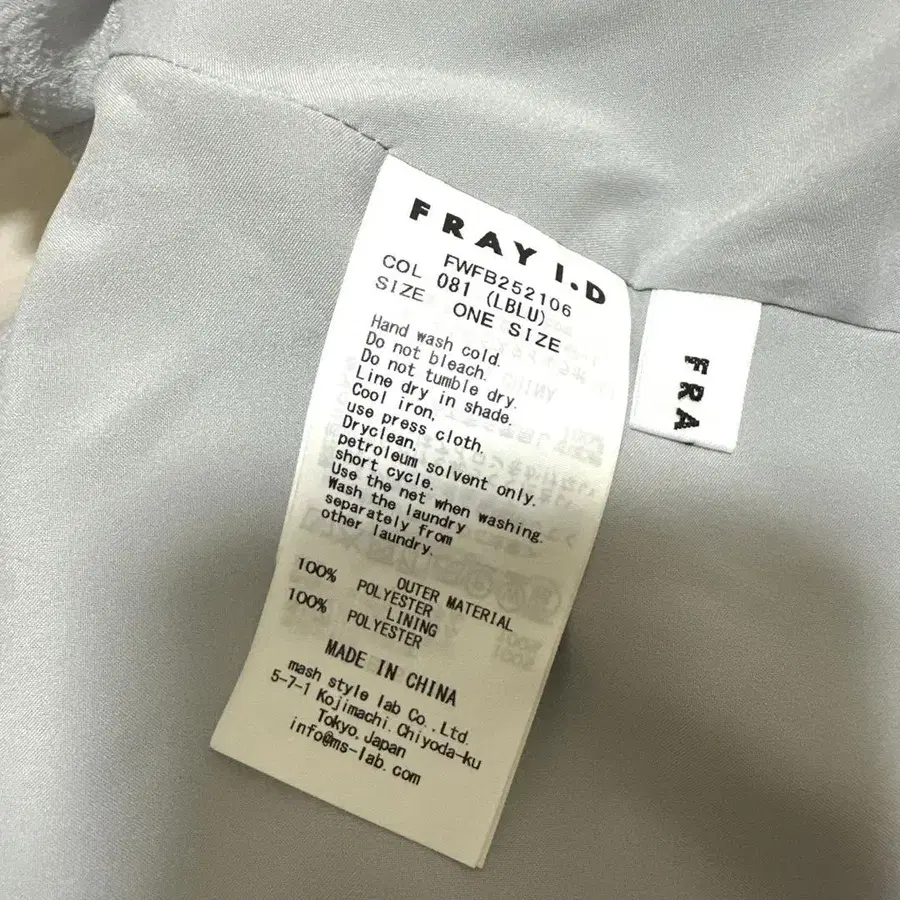 FRAY I.D
FWFB252106
COL 081 (LBLU)
SIZE ONE SIZE
Hand wash cold.
Do not bleach.
Do not tumble dry.
Line dry in shade.
Cool iron.
use press cloth.
Dryclean.
petroleum solvent only.
short cycle.
Use the net when washing.
Wash the laundry
separately from
other laundry.
OUTER MATERIAL
100% POLYESTER
LINING
100% POLYESTER
MADE IN CHINA
mash style lab Co.,Ltd.
5-7-1 Kojimachi.Chiyoda-ku
Tokyo,Japan
info@ms-lab.com
FRA